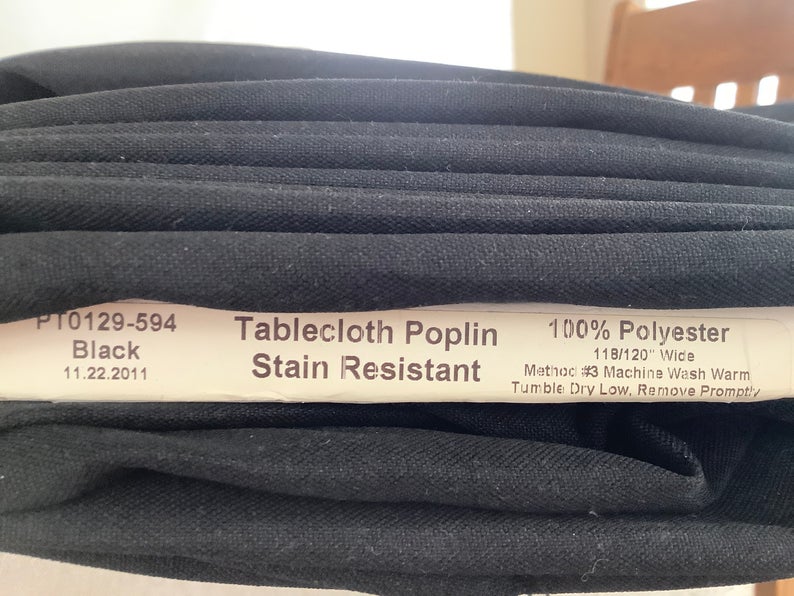 PT0129-594
Black
11.22.2011
Tablecloth Poplin
Stain Resistant
100% Polyester
118/120" Wide
Method #3 Machine Wash Warm
Tumble Dry Low, Remove Promptly